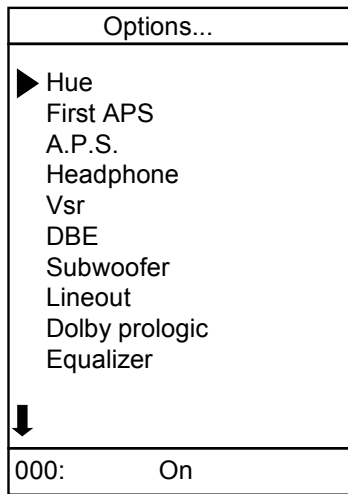 Options...
Hue
First APS
A.P.S.
Headphone
Vsr
DBE
Subwoofer
Lineout
Dolby prologic
Equalizer
000: On